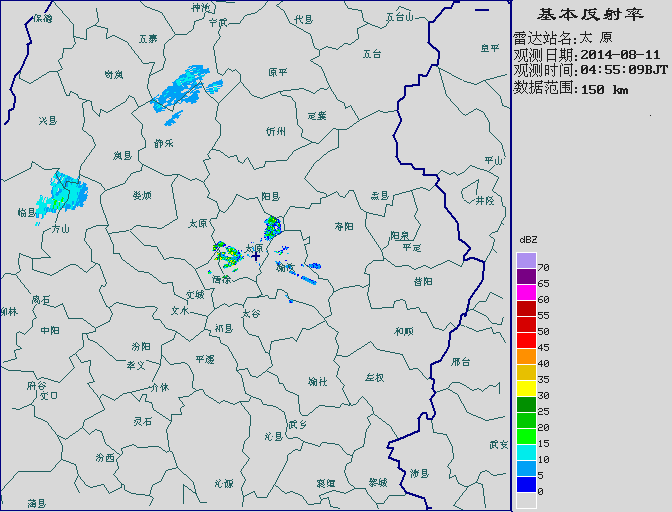 基本反射率
雷达站名:太 原
观测日期:2014-08-11
观测时间:04:55:09BJT
数据范围:150 km
dBZ
70
65
60
55
50
45
40
35
30
25
20
15
10
5
0
神池
保德
宁武
代县
五台山
五寨
阜平
五台
岢岚
原平
兴县
定襄
忻州
静乐
岚县
平山
娄烦
阳县
盂县
井陉
临县
太原
寿阳
方山
阳泉
太原
平定
榆次
清徐
昔阳
文城
离石
文水
太谷
柳林
祁县
中阳
和顺
汾阳
平遥
邢台
孝义
榆社
左权
介休
灵石
武乡
沁县
武安
汾西
沁源
襄垣
黎城
涉县
蒲县